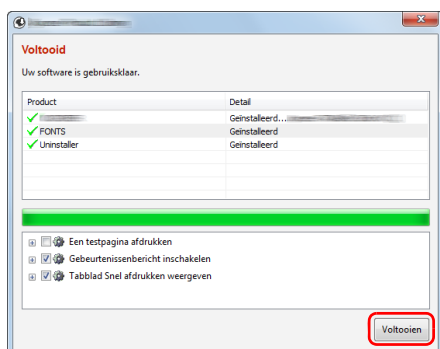 Voltooid
Uw software is gebruiksklaar.
Product Detail
Geïnstalleerd...
FONTS Geïnstalleerd
Uninstaller Geïnstalleerd
Een testpagina afdrukken
Gebeurtenissenbericht inschakelen
Tabblad Snel afdrukken weergeven
Voltooien